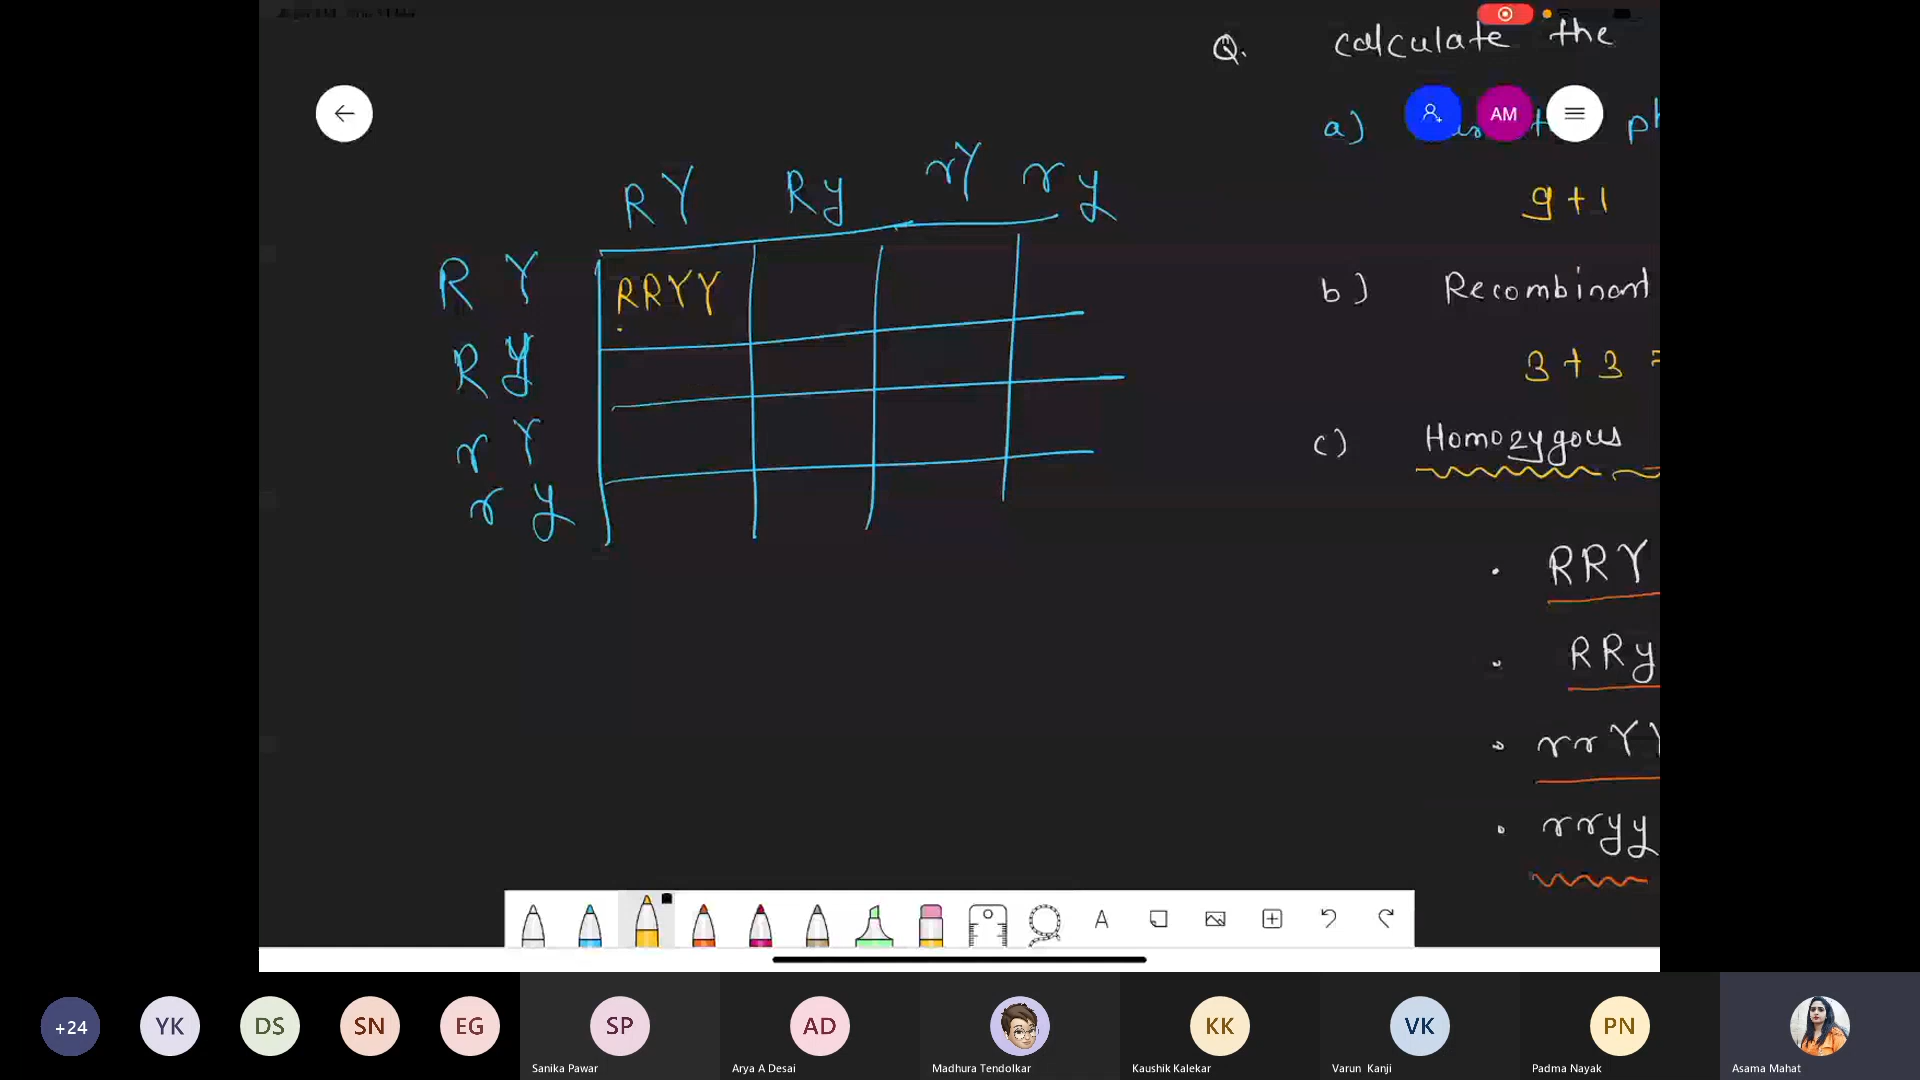 Q. calculate the
AM
a)
RY Ry rY ry
9 + 1
RY RRYY
b) Recombinant
Ry
3 + 3
rY
c) Homozygous
ry
• RRY
• RRy
• rrYY
• rryy
A
+24 YK DS SN EG SP AD KK VK PN
Sanika Pawar Arya A Desai Madhura Tendolkar Kaushik Kalekar Varun Kanji Padma Nayak Asama Mahat